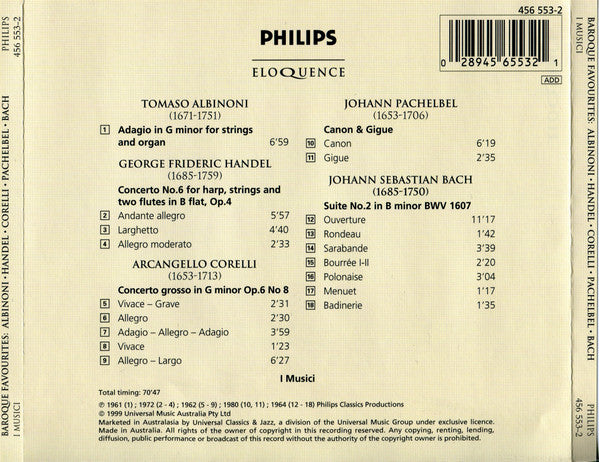 PHILIPS
456 553-2
BAROQUE FAVOURITES: ALBINONI • HANDEL • CORELLI • PACHELBEL • BACH
I MUSICI
PHILIPS
ELOQUENCE
456 553-2
0 28945 65532 1
ADD
TOMASO ALBINONI
(1671-1751)
1 Adagio in G minor for strings
and organ 6'59
GEORGE FRIDERIC HANDEL
(1685-1759)
Concerto No.6 for harp, strings and
two flutes in B flat, Op.4
2 Andante allegro 5'57
3 Larghetto 4'40
4 Allegro moderato 2'33
ARCANGELLO CORELLI
(1653-1713)
Concerto grosso in G minor Op.6 No 8
5 Vivace – Grave 2'31
6 Allegro 2'30
7 Adagio – Allegro – Adagio 3'59
8 Vivace 1'23
9 Allegro – Largo 6'27
JOHANN PACHELBEL
(1653-1706)
Canon & Gigue
10 Canon 6'19
11 Gigue 2'35
JOHANN SEBASTIAN BACH
(1685-1750)
Suite No.2 in B minor BWV 1607
12 Ouverture 11'17
13 Rondeau 1'42
14 Sarabande 3'39
15 Bourrée I-II 2'20
16 Polonaise 3'04
17 Menuet 1'17
18 Badinerie 1'35
I Musici
Total timing: 70'47
℗ 1961 (1) ; 1972 (2 - 4) ; 1962 (5 - 9) ; 1980 (10, 11) ; 1964 (12 - 18) Philips Classics Productions
© 1999 Universal Music Australia Pty Ltd
Marketed in Australasia by Universal Classics & Jazz, a division of the Universal Music Group under exclusive licence.
Made in Australia. All rights of the owner of copyright in this recording reserved. Any copying, renting, lending,
diffusion, public performance or broadcast of this record without the authority of the copyright owner is prohibited.
BAROQUE FAVOURITES: ALBINONI • HANDEL • CORELLI • PACHELBEL • BACH
I MUSICI
PHILIPS
456 553-2